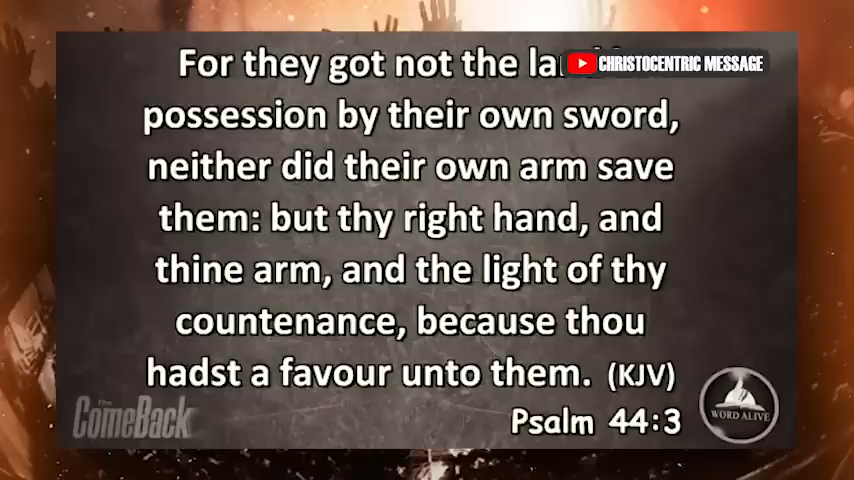 For they got not the
CHRISTOCENTRIC MESSAGE
possession by their own sword,
neither did their own arm save
them: but thy right hand, and
thine arm, and the light of thy
countenance, because thou
hadst a favour unto them. (KJV)
Psalm 44:3
The ComeBack
WORD ALIVE